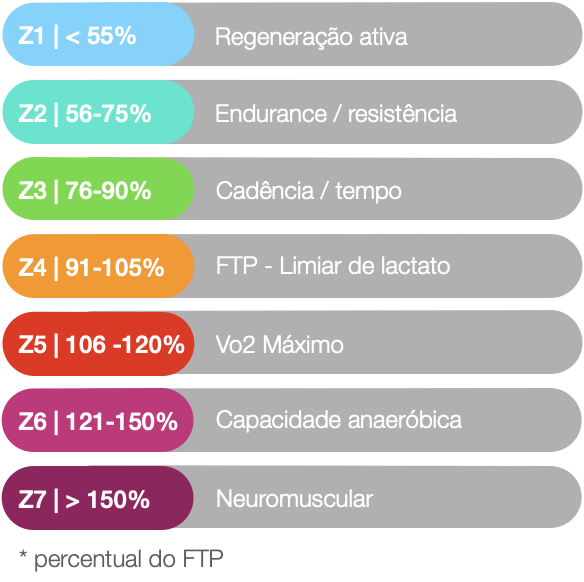 Z1 | < 55% Regeneração ativa
Z2 | 56-75% Endurance / resistência
Z3 | 76-90% Cadência / tempo
Z4 | 91-105% FTP - Limiar de lactato
Z5 | 106 -120% Vo2 Máximo
Z6 | 121-150% Capacidade anaeróbica
Z7 | > 150% Neuromuscular
* percentual do FTP